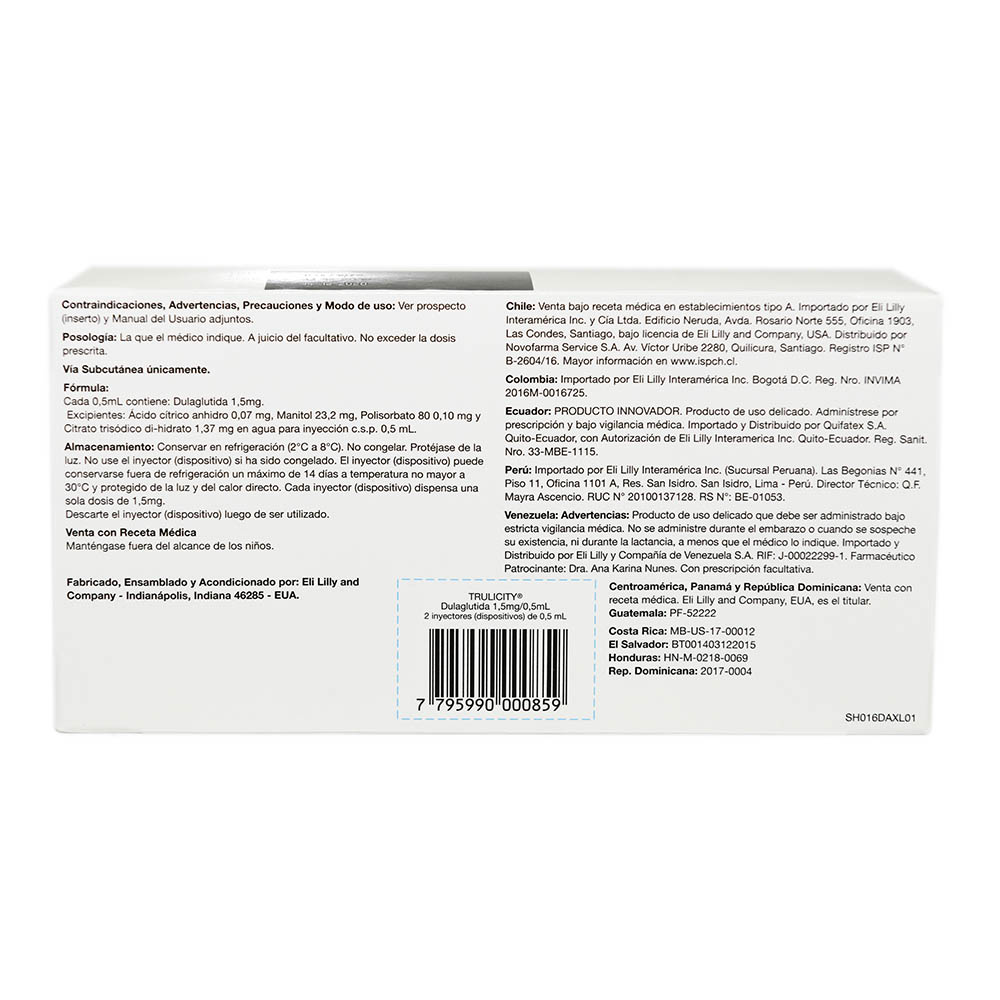 Contraindicaciones, Advertencias, Precauciones y Modo de uso: Ver prospecto
(inserto) y Manual del Usuario adjuntos.
Posología: La que el médico indique. A juicio del facultativo. No exceder la dosis
prescrita.
Vía Subcutánea únicamente.
Fórmula:
Cada 0,5mL contiene: Dulaglutida 1,5mg.
Excipientes: Ácido cítrico anhidro 0,07 mg, Manitol 23,2 mg, Polisorbato 80 0,10 mg y
Citrato trisódico di-hidrato 1,37 mg en agua para inyección c.s.p. 0,5 mL.
Almacenamiento: Conservar en refrigeración (2°C a 8°C). No congelar. Protéjase de la
luz. No use el inyector (dispositivo) si ha sido congelado. El inyector (dispositivo) puede
conservarse fuera de refrigeración un máximo de 14 días a temperatura no mayor a
30°C y protegido de la luz y del calor directo. Cada inyector (dispositivo) dispensa una
sola dosis de 1,5mg.
Descarte el inyector (dispositivo) luego de ser utilizado.
Venta con Receta Médica
Manténgase fuera del alcance de los niños.
Fabricado, Ensamblado y Acondicionado por: Eli Lilly and
Company - Indianápolis, Indiana 46285 - EUA.
Chile: Venta bajo receta médica en establecimientos tipo A. Importado por Eli Lilly
Interamérica Inc. y Cía Ltda. Edificio Neruda, Avda. Rosario Norte 555, Oficina 1903,
Las Condes, Santiago, bajo licencia de Eli Lilly and Company, USA. Distribuido por
Novofarma Service S.A. Av. Víctor Uribe 2280, Quilicura, Santiago. Registro ISP N°
B-2604/16. Mayor información en www.ispch.cl.
Colombia: Importado por Eli Lilly Interamérica Inc. Bogotá D.C. Reg. Nro. INVIMA
2016M-0016725.
Ecuador: PRODUCTO INNOVADOR. Producto de uso delicado. Adminístrese por
prescripción y bajo vigilancia médica. Importado y Distribuido por Quifatex S.A.
Quito-Ecuador, con Autorización de Eli Lilly Interamerica Inc. Quito-Ecuador. Reg. Sanit.
Nro. 33-MBE-1115.
Perú: Importado por Eli Lilly Interamérica Inc. (Sucursal Peruana). Las Begonias N° 441,
Piso 11, Oficina 1101 A, Res. San Isidro. San Isidro, Lima - Perú. Director Técnico: Q.F.
Mayra Ascencio. RUC N° 20100137128. RS N°: BE-01053.
Venezuela: Advertencias: Producto de uso delicado que debe ser administrado bajo
estricta vigilancia médica. No se administre durante el embarazo o cuando se sospeche
su existencia, ni durante la lactancia, a menos que el médico lo indique. Importado y
Distribuido por Eli Lilly y Compañía de Venezuela S.A. RIF: J-00022299-1. Farmacéutico
Patrocinante: Dra. Ana Karina Nunes. Con prescripción facultativa.
Centroamérica, Panamá y República Dominicana: Venta con
receta médica. Eli Lilly and Company, EUA, es el titular.
Guatemala: PF-52222
Costa Rica: MB-US-17-00012
El Salvador: BT001403122015
Honduras: HN-M-0218-0069
Rep. Dominicana: 2017-0004
TRULICITY®
Dulaglutida 1,5mg/0,5mL
2 inyectores (dispositivos) de 0,5 mL
7 795990 000859
SH016DAXL01